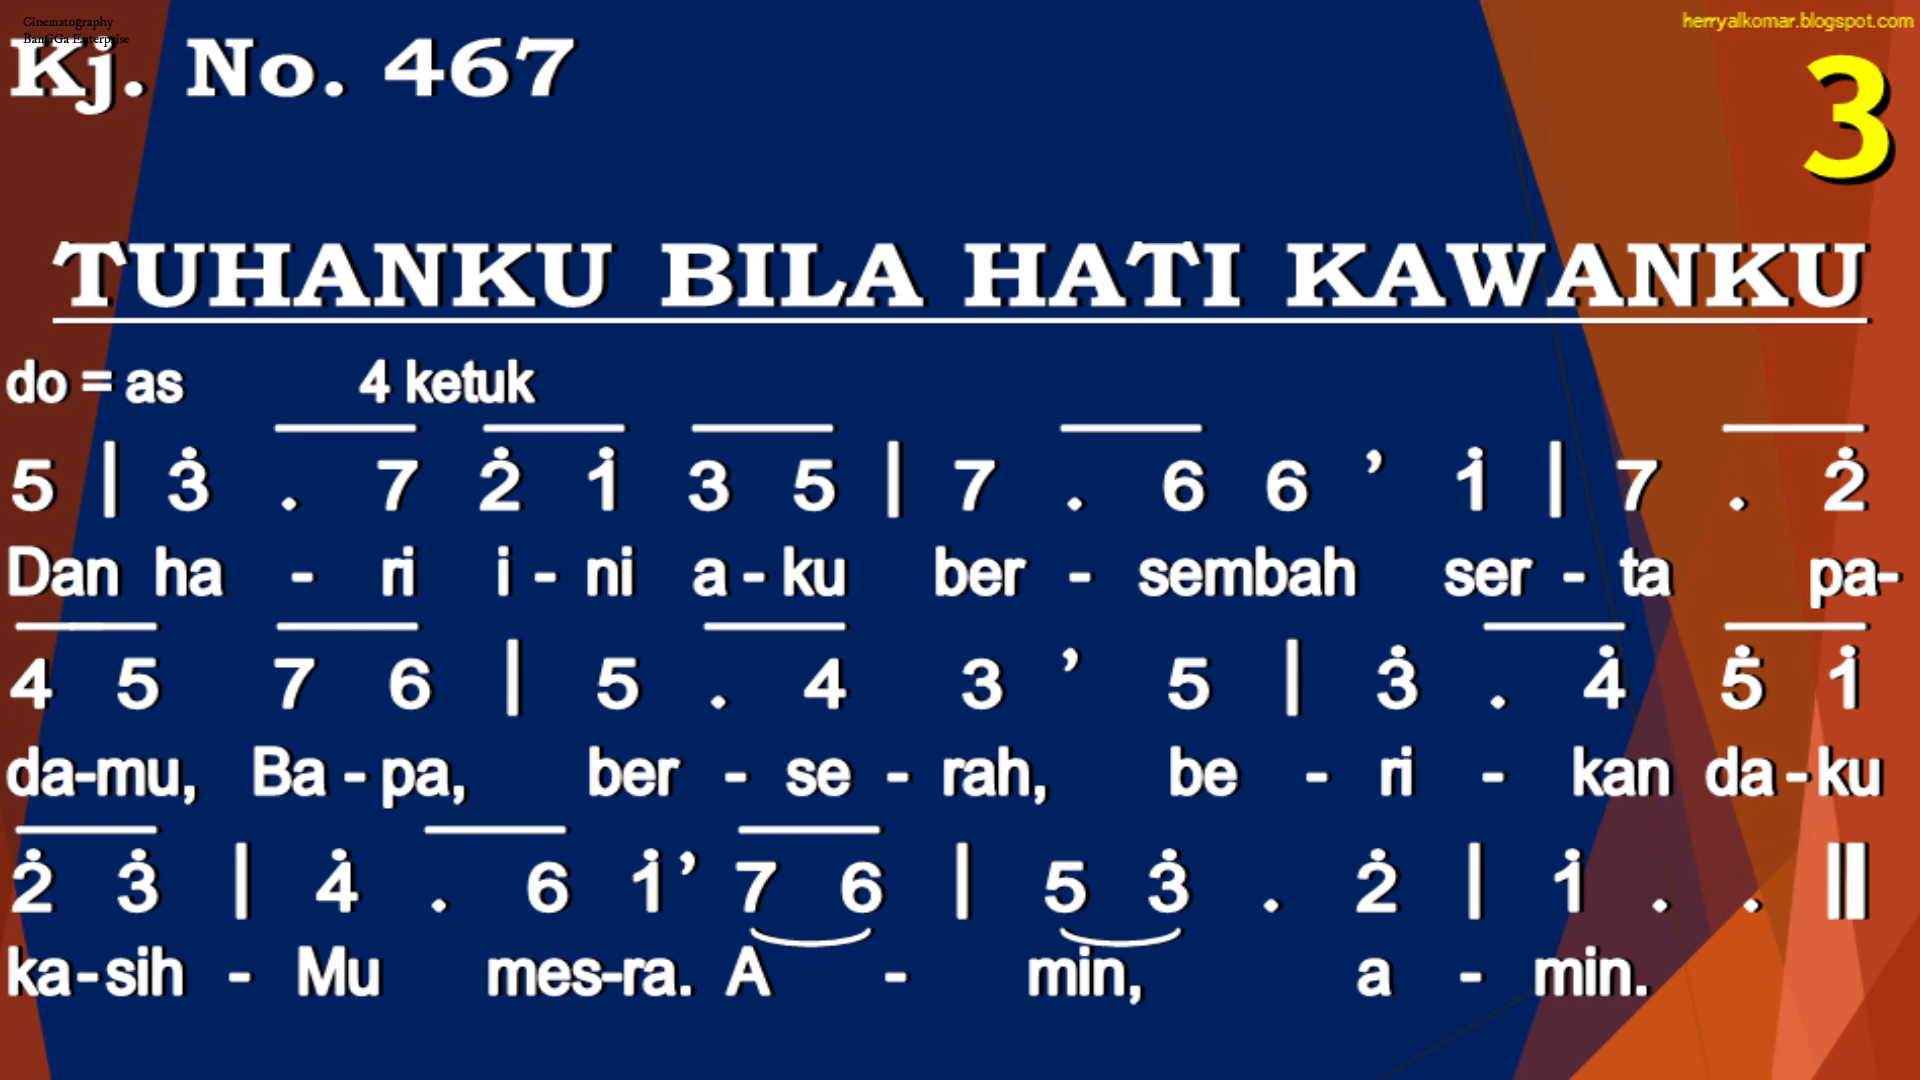 Cinematography
BanGGa Enterprise
herryalkomar.blogspot.com
Kj. No. 467
3
TUHANKU BILA HATI KAWANKU
do = as 4 ketuk
5 | 3̇ . 7 2̇ 1̇ 3 5 | 7 . 6 6 ’ 1̇ | 7 . 2̇
Dan ha - ri i - ni a - ku ber - sembah ser - ta pa-
4 5 7 6 | 5 . 4 3 ’ 5 | 3̇ . 4̇ 5̇ 1̇
da-mu, Ba - pa, ber - se - rah, be - ri - kan da - ku
2̇ 3̇ | 4̇ . 6 1̇ ’ 7 6 | 5 3̇ . 2̇ | 1̇ . . ||
ka-sih - Mu mes-ra. A - min, a - min.